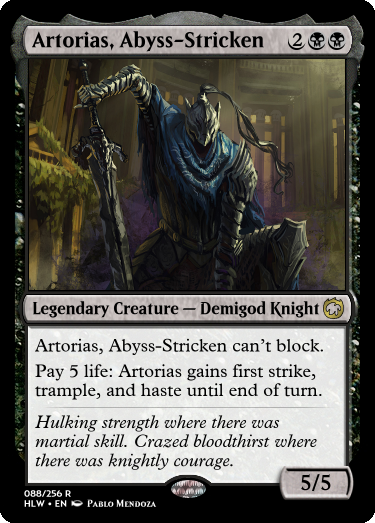 Artorias, Abyss-Stricken 2
Legendary Creature — Demigod Knight
Artorias, Abyss-Stricken can't block.
Pay 5 life: Artorias gains first strike,
trample, and haste until end of turn.
Hulking strength where there was
martial skill. Crazed bloodthirst where
there was knightly courage.
5/5
088/256 R
HLW • EN Pablo Mendoza